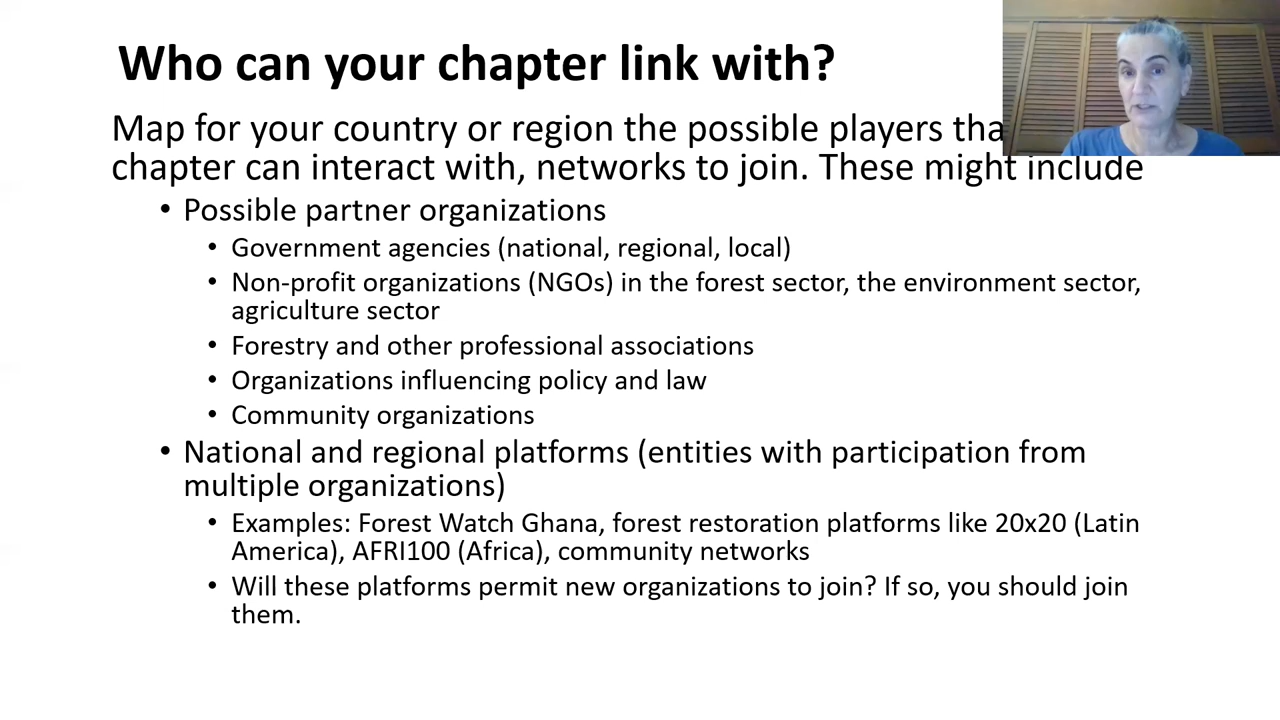 Who can your chapter link with?
Map for your country or region the possible players tha
chapter can interact with, networks to join. These might include
• Possible partner organizations
• Government agencies (national, regional, local)
• Non-profit organizations (NGOs) in the forest sector, the environment sector,
agriculture sector
• Forestry and other professional associations
• Organizations influencing policy and law
• Community organizations
• National and regional platforms (entities with participation from
multiple organizations)
• Examples: Forest Watch Ghana, forest restoration platforms like 20x20 (Latin
America), AFRI100 (Africa), community networks
• Will these platforms permit new organizations to join? If so, you should join
them.